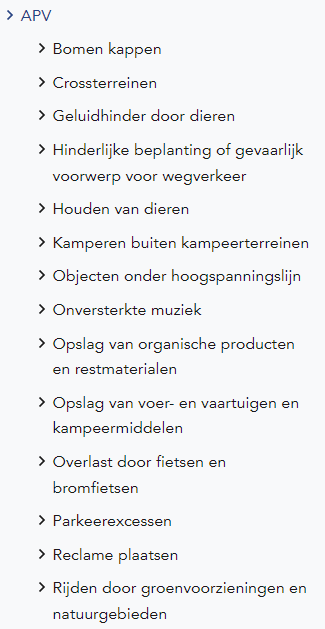 APV
Bomen kappen
Crossterreinen
Geluidhinder door dieren
Hinderlijke beplanting of gevaarlijk
voorwerp voor wegverkeer
Houden van dieren
Kamperen buiten kampeerterreinen
Objecten onder hoogspanningslijn
Onversterkte muziek
Opslag van organische producten
en restmaterialen
Opslag van voer- en vaartuigen en
kampeermiddelen
Overlast door fietsen en
bromfietsen
Parkeerexcessen
Reclame plaatsen
Rijden door groenvoorzieningen en
natuurgebieden